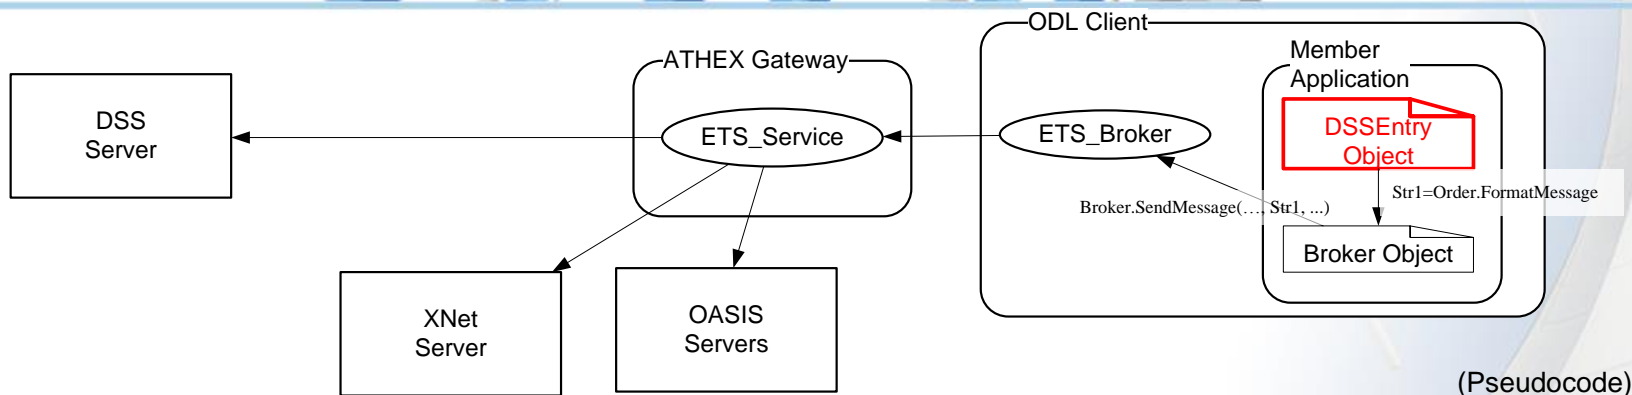 ODL Client
ATHEX Gateway
Member
Application
DSS
Server
ETS_Service
ETS_Broker
DSSEntry
Object
Str1=Order.FormatMessage
Broker.SendMessage(…, Str1, ...)
Broker Object
XNet
Server
OASIS
Servers
(Pseudocode)